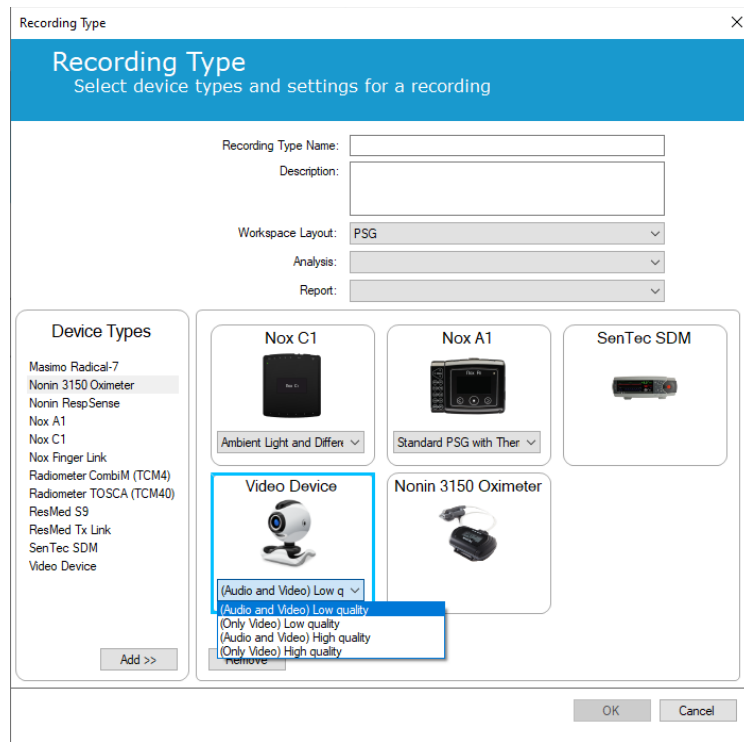 Recording Type
Recording Type
Select device types and settings for a recording
Recording Type Name:
Description:
Workspace Layout: PSG
Analysis:
Report:
Device Types
Masimo Radical-7
Nonin 3150 Oximeter
Nonin RespSense
Nox A1
Nox C1
Nox Finger Link
Radiometer CombiM (TCM4)
Radiometer TOSCA (TCM40)
ResMed S9
ResMed Tx Link
SenTec SDM
Video Device
Add >>
Nox C1
Ambient Light and Differe
Nox A1
Standard PSG with Ther
SenTec SDM
Video Device
(Audio and Video) Low q
(Audio and Video) Low quality
(Only Video) Low quality
(Audio and Video) High quality
(Only Video) High quality
Nonin 3150 Oximeter
Remove
OK
Cancel